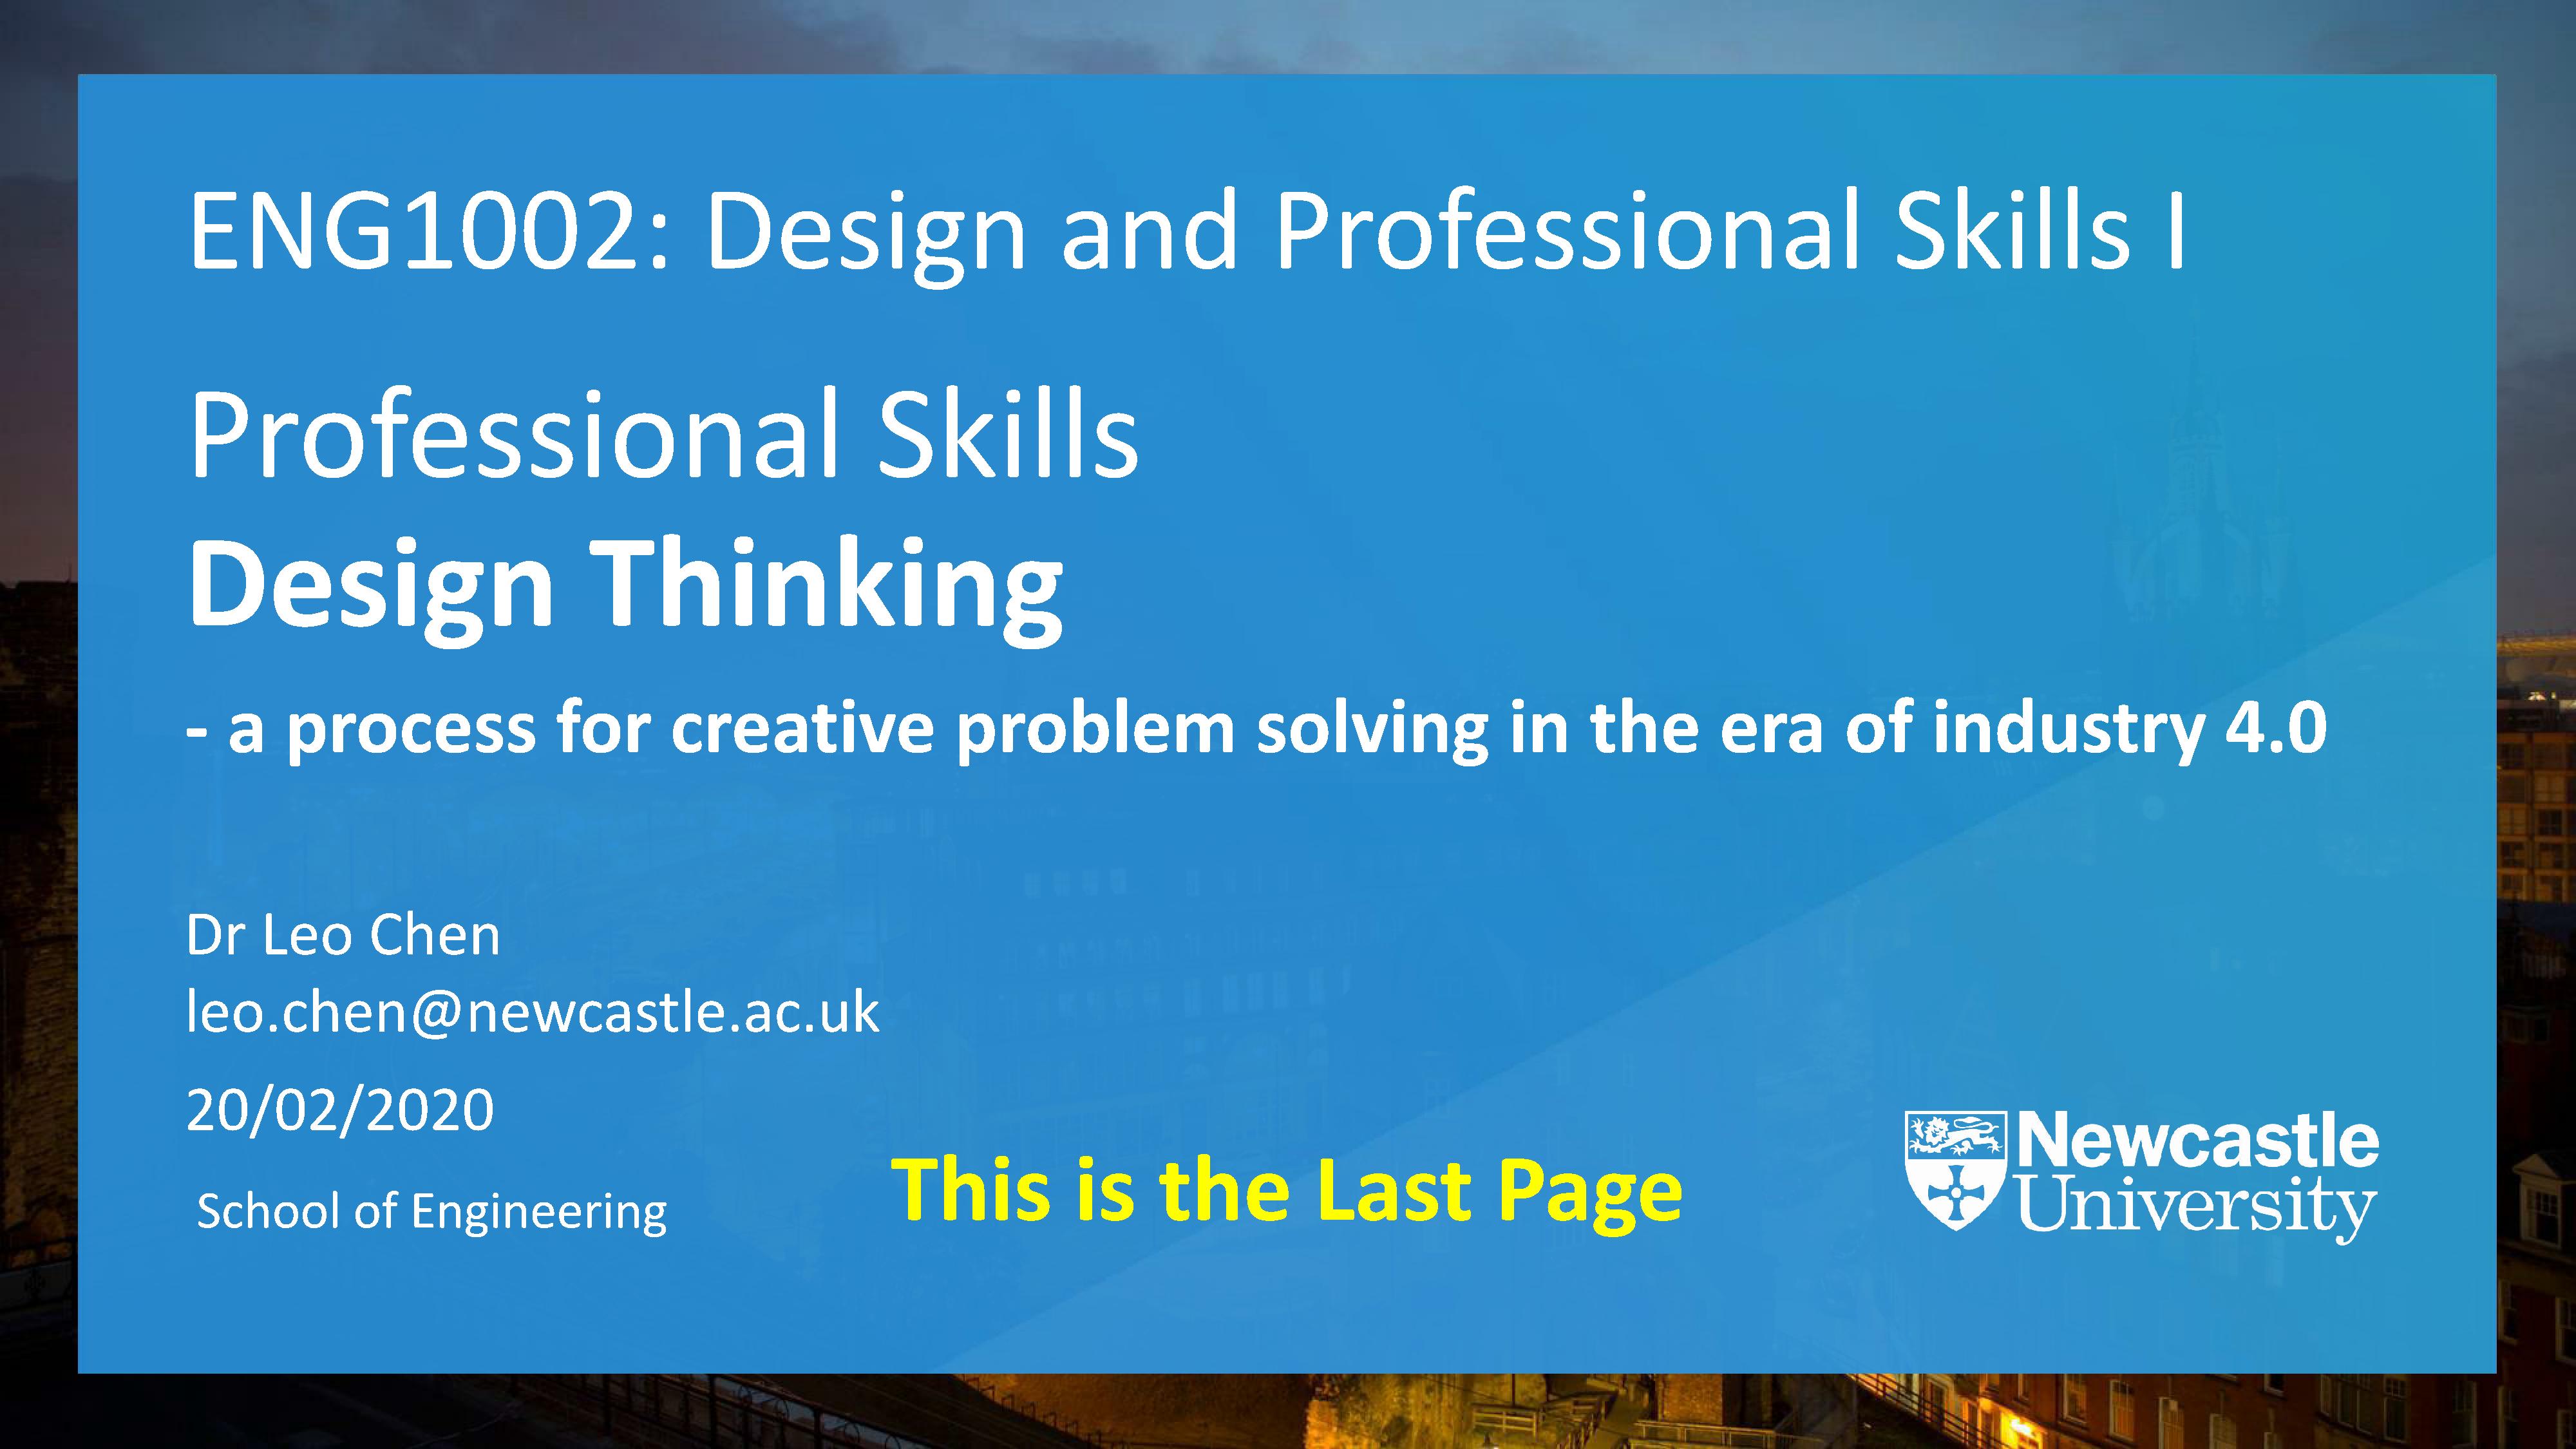 ENG1002: Design and Professional Skills I
Professional Skills
Design Thinking
- a process for creative problem solving in the era of industry 4.0
Dr Leo Chen
leo.chen@newcastle.ac.uk
20/02/2020
School of Engineering
This is the Last Page
Newcastle
University